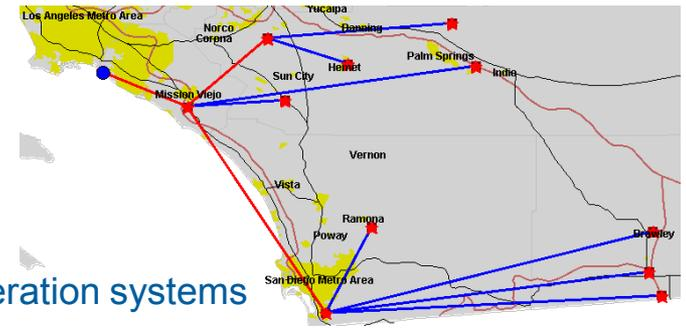 Yucaipa
Los Angeles Metro Area
Norco
Banning
Corona
Palm Springs
Hemet
Indio
Sun City
Mission Viejo
Vernon
Vista
Ramona
Poway
Brawley
San Diego Metro Area
eration systems